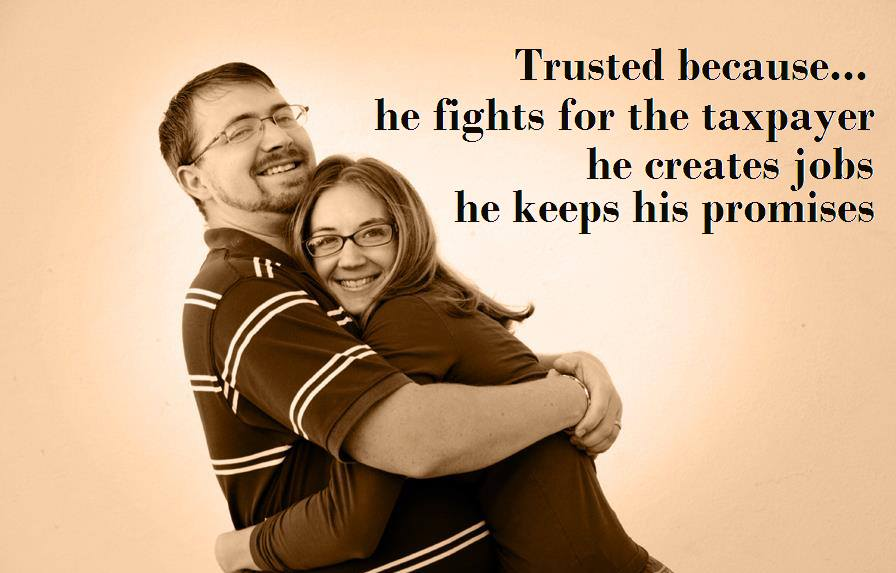 Trusted because...
he fights for the taxpayer
he creates jobs
he keeps his promises